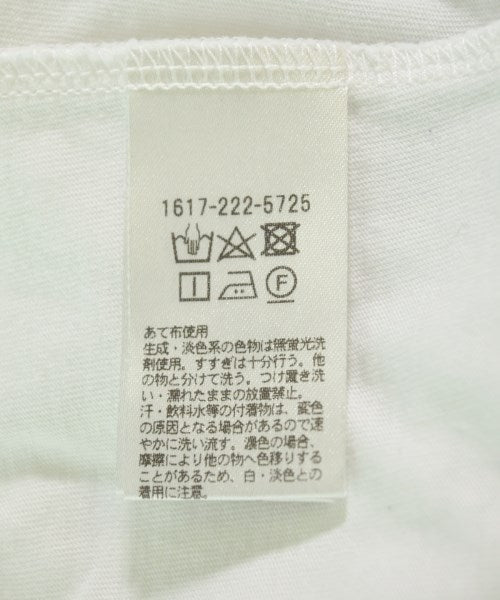 1617-222-5725
F
あて布使用
生成・淡色系の色物は無蛍光洗
剤使用。すすぎは十分行う。他
の物と分けて洗う。つけ置き洗
い・濡れたままの放置禁止。
汗・飲料水等の付着物は、変色
の原因となる場合があるので速
やかに洗い流す。濃色の場合、
摩擦により他の物へ色移りする
ことがあるため、白・淡色との
着用に注意。